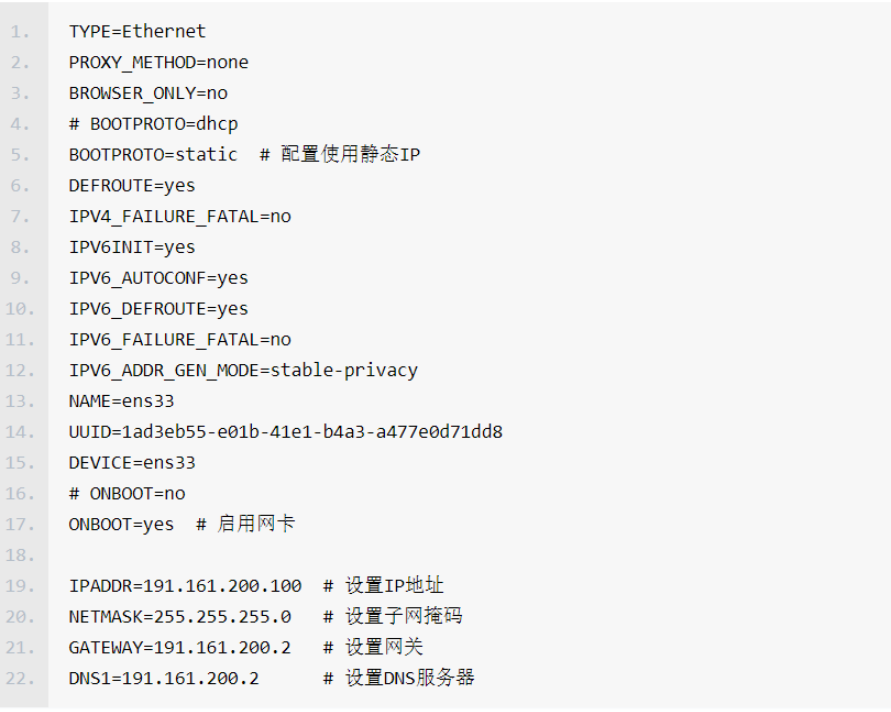 1. TYPE=Ethernet
2. PROXY_METHOD=none
3. BROWSER_ONLY=no
4. # BOOTPROTO=dhcp
5. BOOTPROTO=static  # 配置使用静态IP
6. DEFROUTE=yes
7. IPV4_FAILURE_FATAL=no
8. IPV6INIT=yes
9. IPV6_AUTOCONF=yes
10. IPV6_DEFROUTE=yes
11. IPV6_FAILURE_FATAL=no
12. IPV6_ADDR_GEN_MODE=stable-privacy
13. NAME=ens33
14. UUID=1ad3eb55-e01b-41e1-b4a3-a477e0d71dd8
15. DEVICE=ens33
16. # ONBOOT=no
17. ONBOOT=yes  # 启用网卡
18.
19. IPADDR=191.161.200.100  # 设置IP地址
20. NETMASK=255.255.255.0   # 设置子网掩码
21. GATEWAY=191.161.200.2   # 设置网关
22. DNS1=191.161.200.2      # 设置DNS服务器